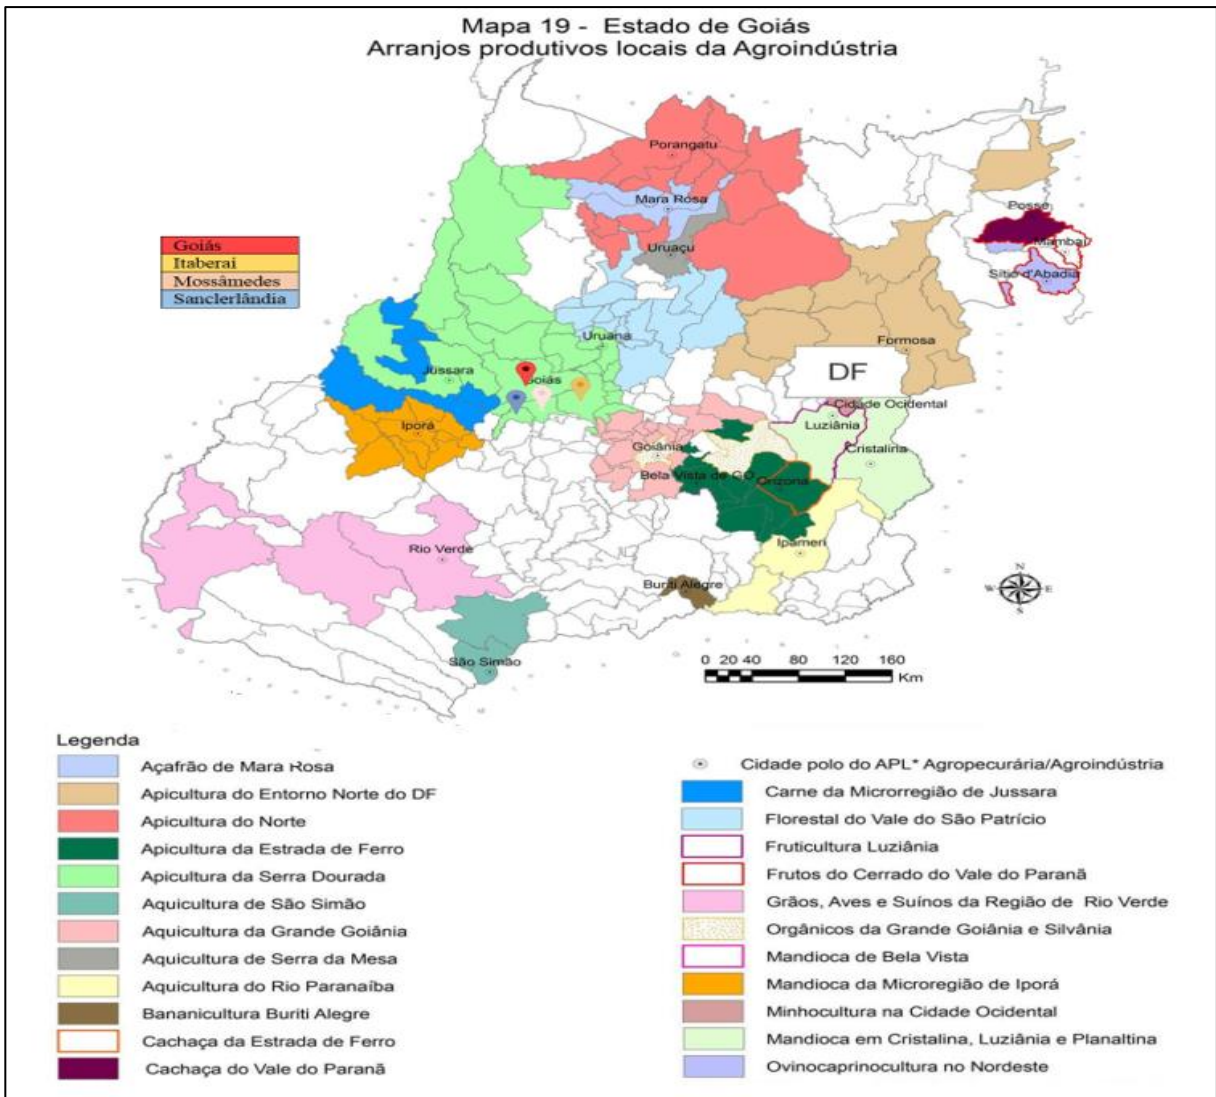 Mapa 19 - Estado de Goiás
Arranjos produtivos locais da Agroindústria
Porangatu
Mara Rosa
Posse
Uruaçu
Mambaí
Sítio d'Abadia
Goiás
Itaberai
Mossâmedes
Sanclerlândia
Uruana
Formosa
DF
Jussara
Goiás
Cidade Ocidental
Luziânia
Iporá
Goiânia
Cristalina
Bela Vista de GO
Orizona
Rio Verde
Ipameri
Buriti Alegre
N
W E
S
São Simão
0 20 40 80 120 160
Km
Legenda
Açafrão de Mara Rosa
Apicultura do Entorno Norte do DF
Apicultura do Norte
Apicultura da Estrada de Ferro
Apicultura da Serra Dourada
Aquicultura de São Simão
Aquicultura da Grande Goiânia
Aquicultura de Serra da Mesa
Aquicultura do Rio Paranaíba
Bananicultura Buriti Alegre
Cachaça da Estrada de Ferro
Cachaça do Vale do Paranã
Cidade polo do APL* Agropecurária/Agroindústria
Carne da Microrregião de Jussara
Florestal do Vale do São Patrício
Fruticultura Luziânia
Frutos do Cerrado do Vale do Paranã
Grãos, Aves e Suínos da Região de Rio Verde
Orgânicos da Grande Goiânia e Silvânia
Mandioca de Bela Vista
Mandioca da Microregião de Iporá
Minhocultura na Cidade Ocidental
Mandioca em Cristalina, Luziânia e Planaltina
Ovinocaprinocultura no Nordeste